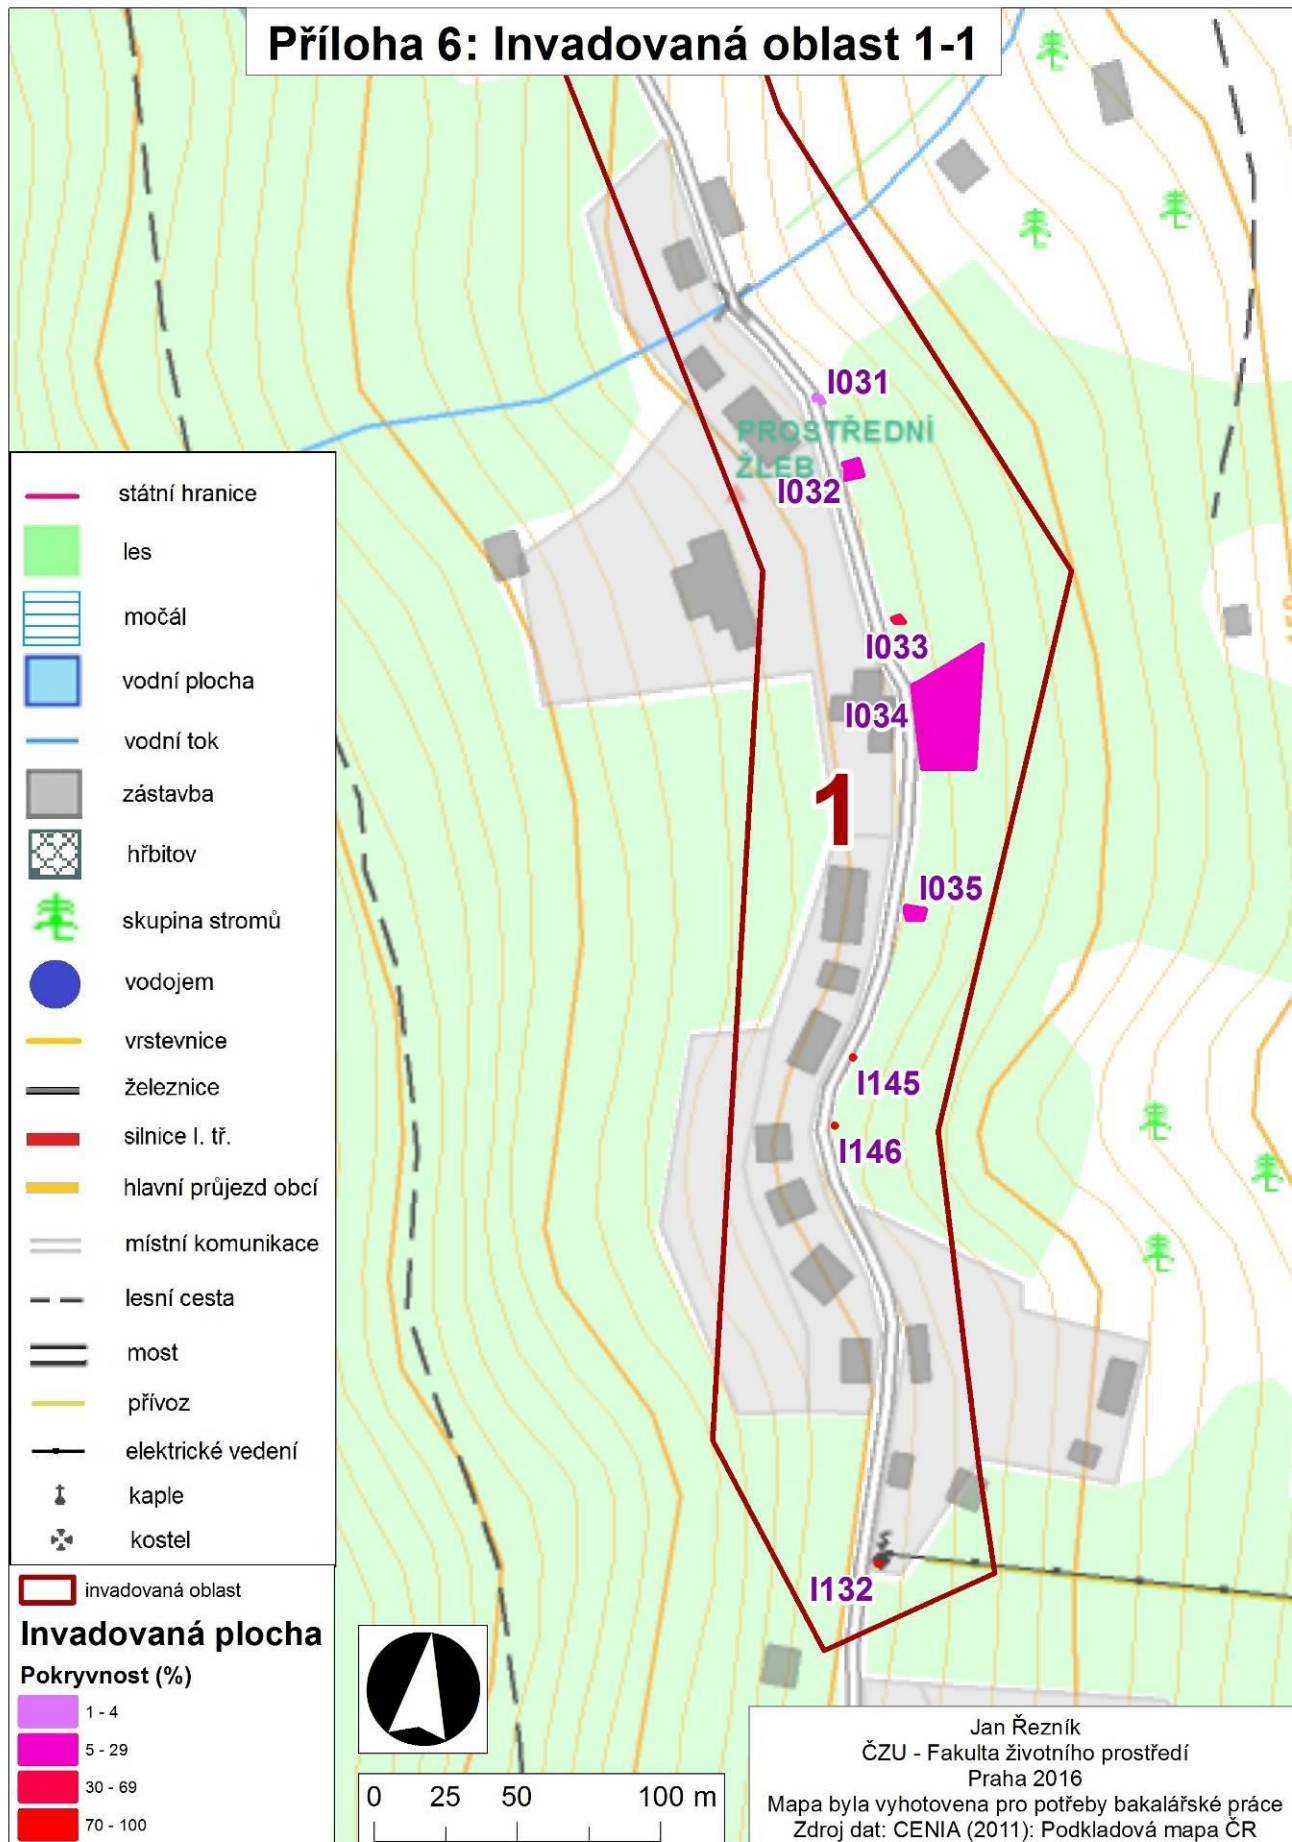 Příloha 6: Invadovaná oblast 1-1
I031
PROSTŘEDNÍ
ŽLEB
I032
I033
I034
1
I035
I145
I146
I132
státní hranice
les
močál
vodní plocha
vodní tok
zástavba
hřbitov
skupina stromů
vodojem
vrstevnice
železnice
silnice I. tř.
hlavní průjezd obcí
místní komunikace
lesní cesta
most
přívoz
elektrické vedení
kaple
kostel
invadovaná oblast
Invadovaná plocha
Pokryvnost (%)
1 - 4
5 - 29
30 - 69
70 - 100
0 25 50 100 m
Jan Řezník
ČZU - Fakulta životního prostředí
Praha 2016
Mapa byla vyhotovena pro potřeby bakalářské práce
Zdroj dat: CENIA (2011): Podkladová mapa ČR